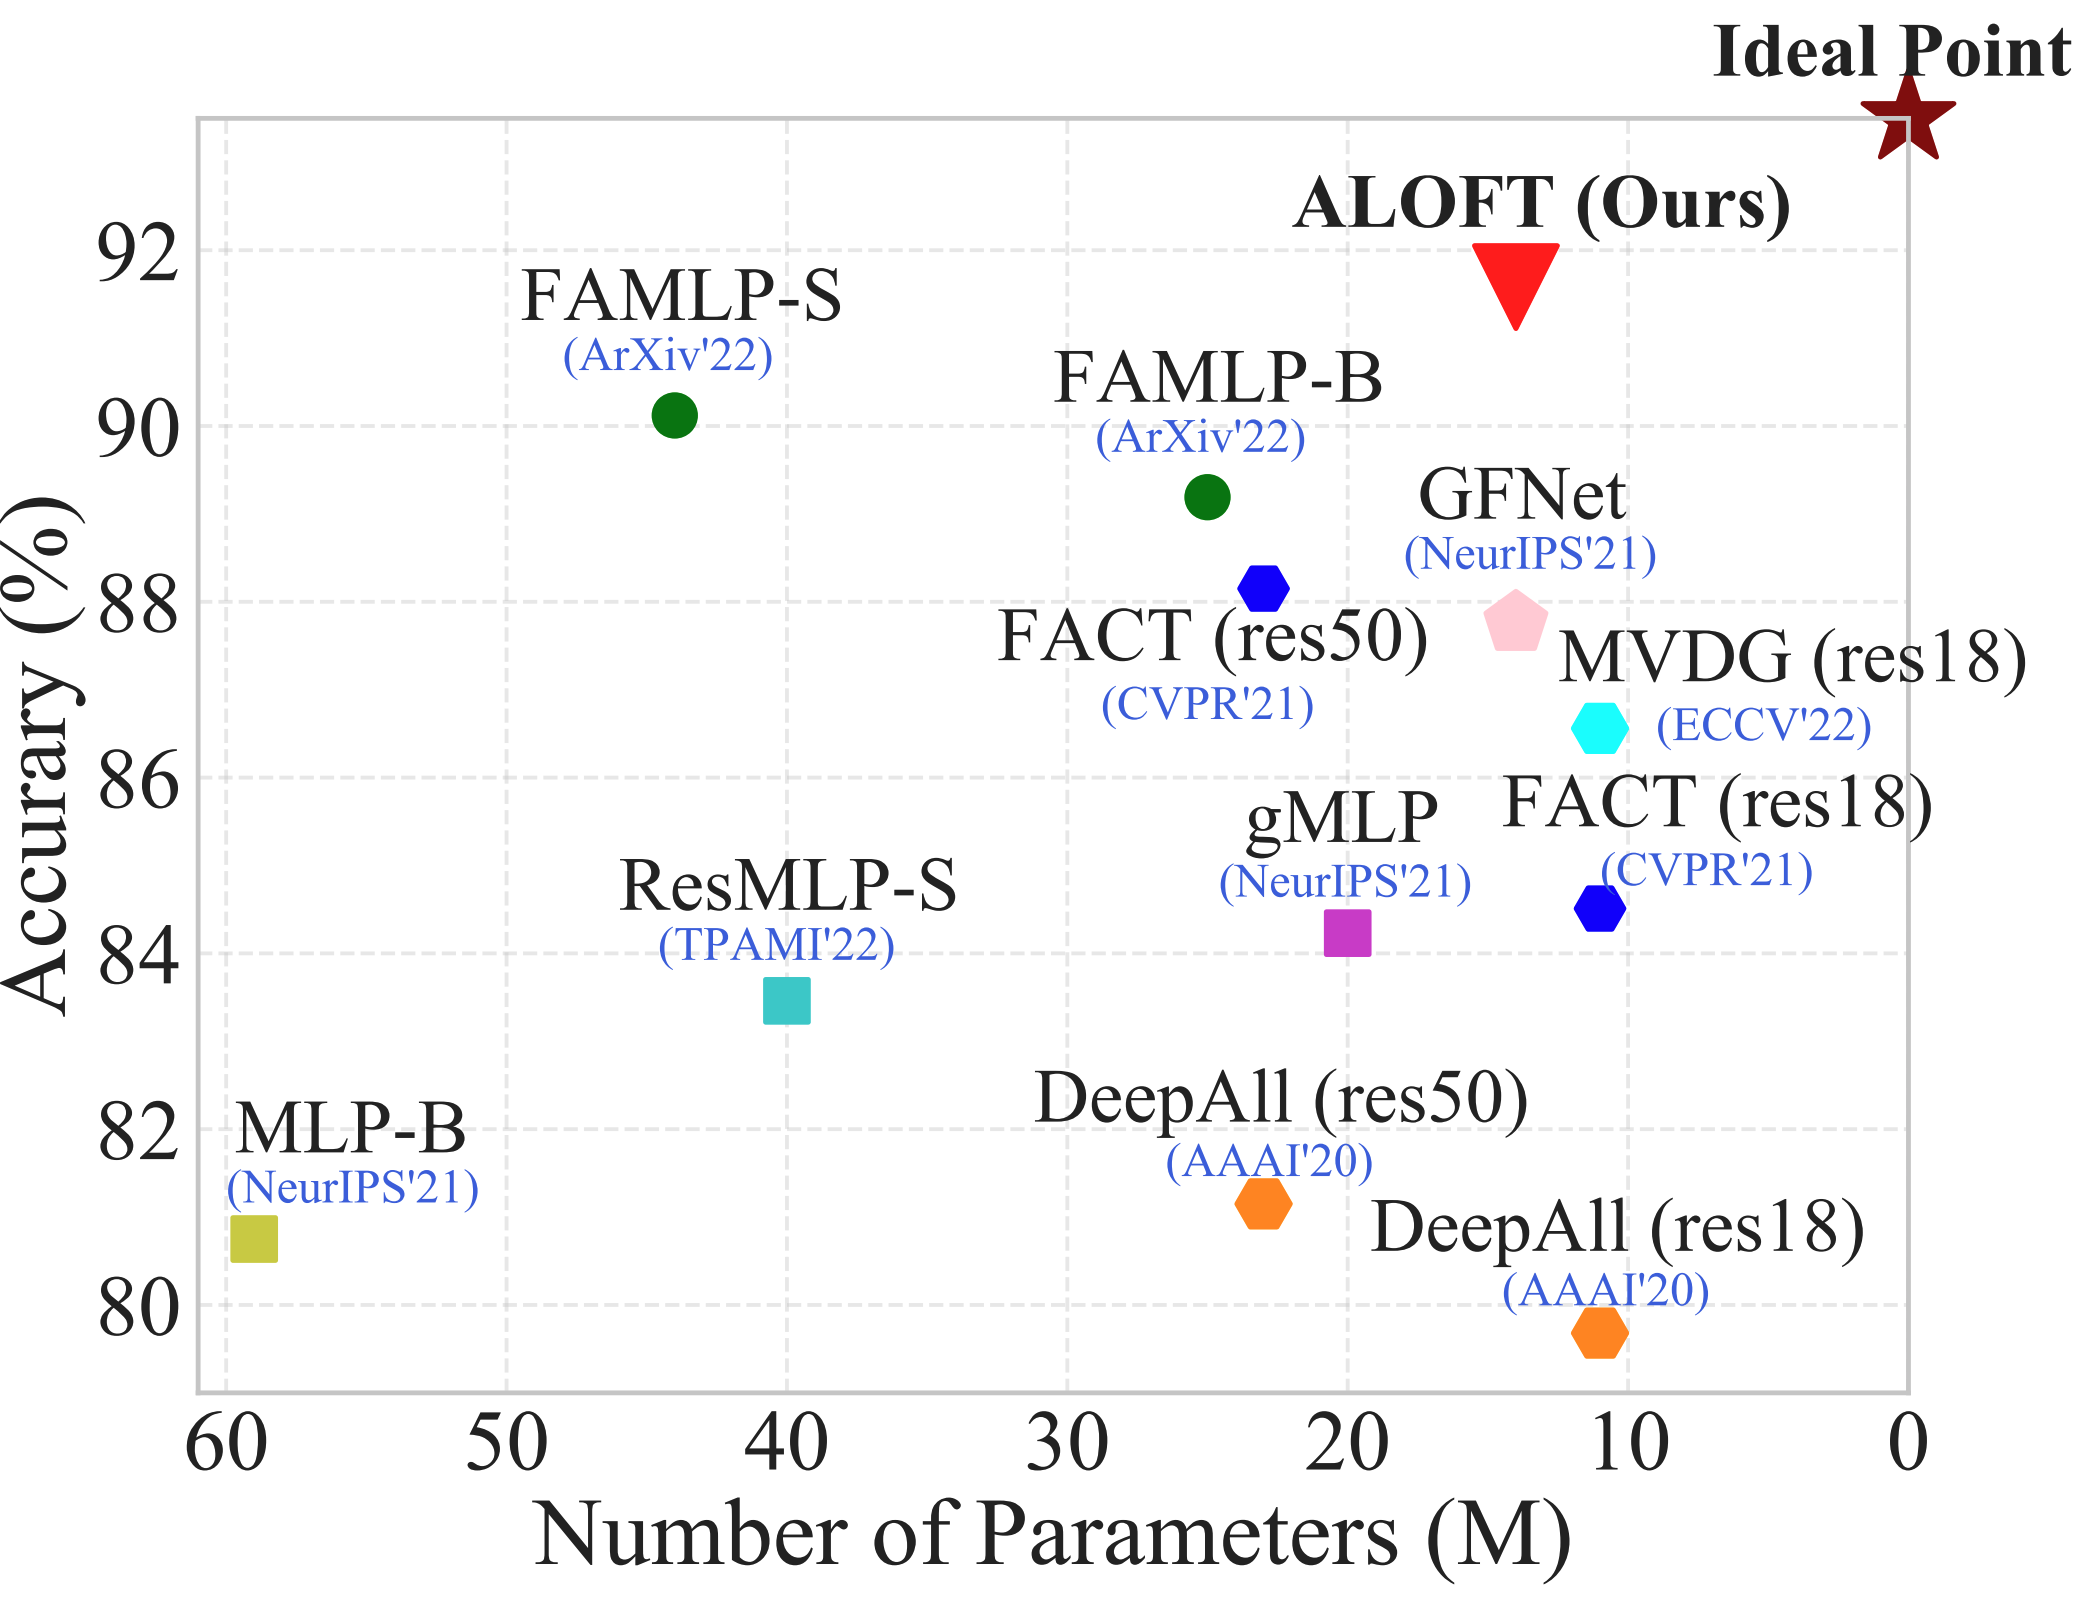 Ideal Point
ALOFT (Ours)
92
FAMLP-S
(ArXiv'22)
FAMLP-B
(ArXiv'22)
90
GFNet
(NeurIPS'21)
88
FACT (res50)
(CVPR'21)
MVDG (res18)
(ECCV'22)
86
FACT (res18)
(CVPR'21)
gMLP
(NeurIPS'21)
ResMLP-S
(TPAMI'22)
84
DeepAll (res50)
(AAAI'20)
82
MLP-B
(NeurIPS'21)
DeepAll (res18)
(AAAI'20)
80
Accurary (%)
60 50 40 30 20 10 0
Number of Parameters (M)